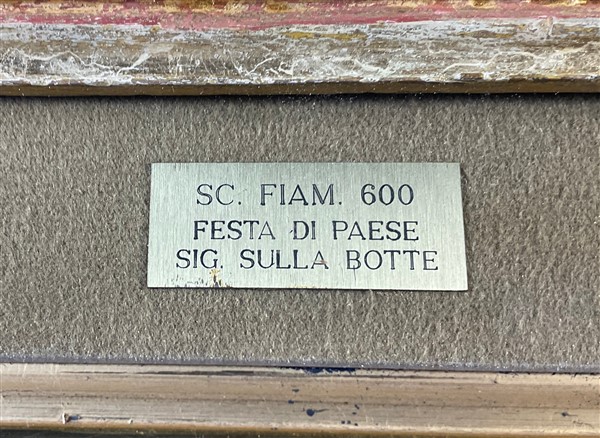 SC. FIAM. 600
FESTA DI PAESE
SIG. SULLA BOTTE